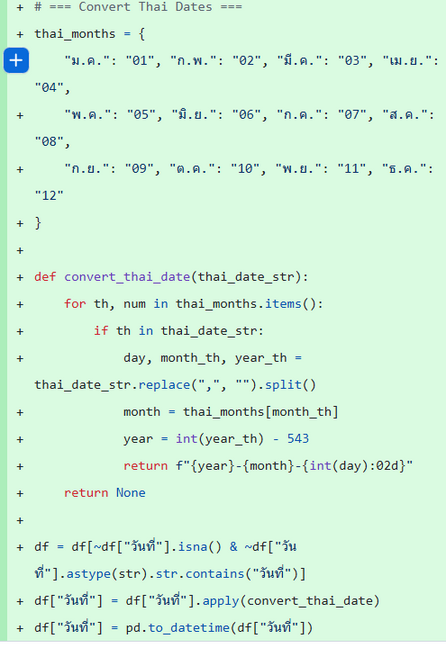 + # === Convert Thai Dates ===
+ thai_months = {
+     "ม.ค.": "01", "ก.พ.": "02", "มี.ค.": "03", "เม.ย.":
"04",
+     "พ.ค.": "05", "มิ.ย.": "06", "ก.ค.": "07", "ส.ค.":
"08",
+     "ก.ย.": "09", "ต.ค.": "10", "พ.ย.": "11", "ธ.ค.":
"12"
+ }
+
+ def convert_thai_date(thai_date_str):
+     for th, num in thai_months.items():
+         if th in thai_date_str:
+             day, month_th, year_th =
thai_date_str.replace(",", "").split()
+             month = thai_months[month_th]
+             year = int(year_th) - 543
+             return f"{year}-{month}-{int(day):02d}"
+     return None
+
+ df = df[~df["วันที่"].isna() & ~df["วัน
ที่"].astype(str).str.contains("วันที่")]
+ df["วันที่"] = df["วันที่"].apply(convert_thai_date)
+ df["วันที่"] = pd.to_datetime(df["วันที่"])